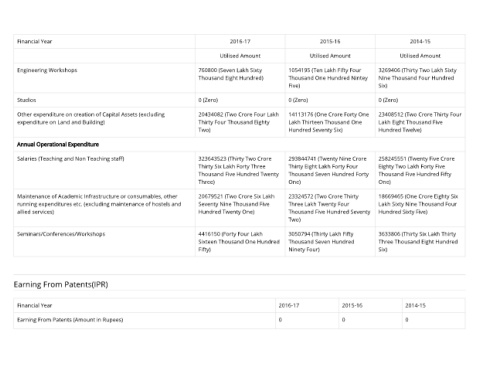 Financial Year 2016-17 2015-16 2014-15
Utilised Amount Utilised Amount Utilised Amount
Engineering Workshops 760800 (Seven Lakh Sixty 1054195 (Ten Lakh Fifty Four 3269406 (Thirty Two Lakh Sixty
Thousand Eight Hundred) Thousand One Hundred Nintey Nine Thousand Four Hundred
Five) Six)
Studios 0 (Zero) 0 (Zero) 0 (Zero)
Other expenditure on creation of Capital Assets (excluding 20434082 (Two Crore Four Lakh 14113176 (One Crore Forty One 23408512 (Two Crore Thirty Four
expenditure on Land and Building) Thirty Four Thousand Eighty Lakh Thirteen Thousand One Lakh Eight Thousand Five
Two) Hundred Seventy Six) Hundred Twelve)
Annual Operational Expenditure
Salaries (Teaching and Non Teaching staff) 323643523 (Thirty Two Crore 293844741 (Twenty Nine Crore 258245551 (Twenty Five Crore
Thirty Six Lakh Forty Three Thirty Eight Lakh Forty Four Eighty Two Lakh Forty Five
Thousand Five Hundred Twenty Thousand Seven Hundred Forty Thousand Five Hundred Fifty
Three) One) One)
Maintenance of Academic Infrastructure or consumables, other 20679521 (Two Crore Six Lakh 23324572 (Two Crore Thirty 18669465 (One Crore Eighty Six
running expenditures etc. (excluding maintenance of hostels and Seventy Nine Thousand Five Three Lakh Twenty Four Lakh Sixty Nine Thousand Four
allied services) Hundred Twenty One) Thousand Five Hundred Seventy Hundred Sixty Five)
Two)
Seminars/Conferences/Workshops 4416150 (Forty Four Lakh 3050794 (Thirty Lakh Fifty 3633806 (Thirty Six Lakh Thirty
Sixteen Thousand One Hundred Thousand Seven Hundred Three Thousand Eight Hundred
Fifty) Ninety Four) Six)
Earning From Patents(IPR)
Financial Year 2016-17 2015-16 2014-15
Earning From Patents (Amount in Rupees) 0 0 0